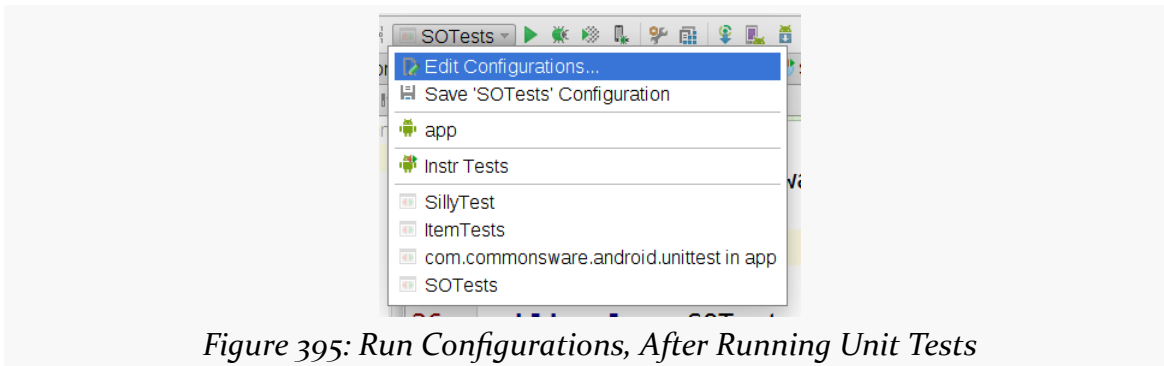 SOTests
Edit Configurations...
Save 'SOTests' Configuration
app
Instr Tests
SillyTest
ItemTests
com.commonsware.android.unittest in app
SOTests
Figure 395: Run Configurations, After Running Unit Tests